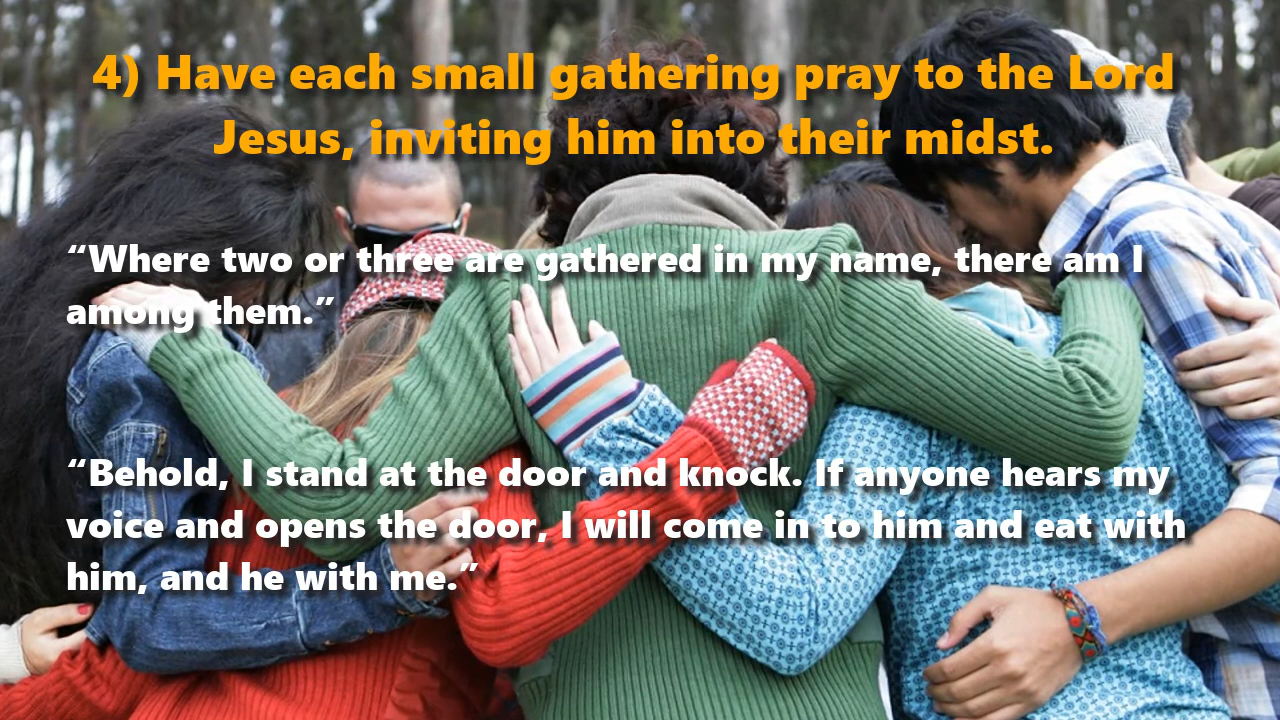 4) Have each small gathering pray to the Lord
Jesus, inviting him into their midst.
“Where two or three are gathered in my name, there am I
among them.”
“Behold, I stand at the door and knock. If anyone hears my
voice and opens the door, I will come in to him and eat with
him, and he with me.”